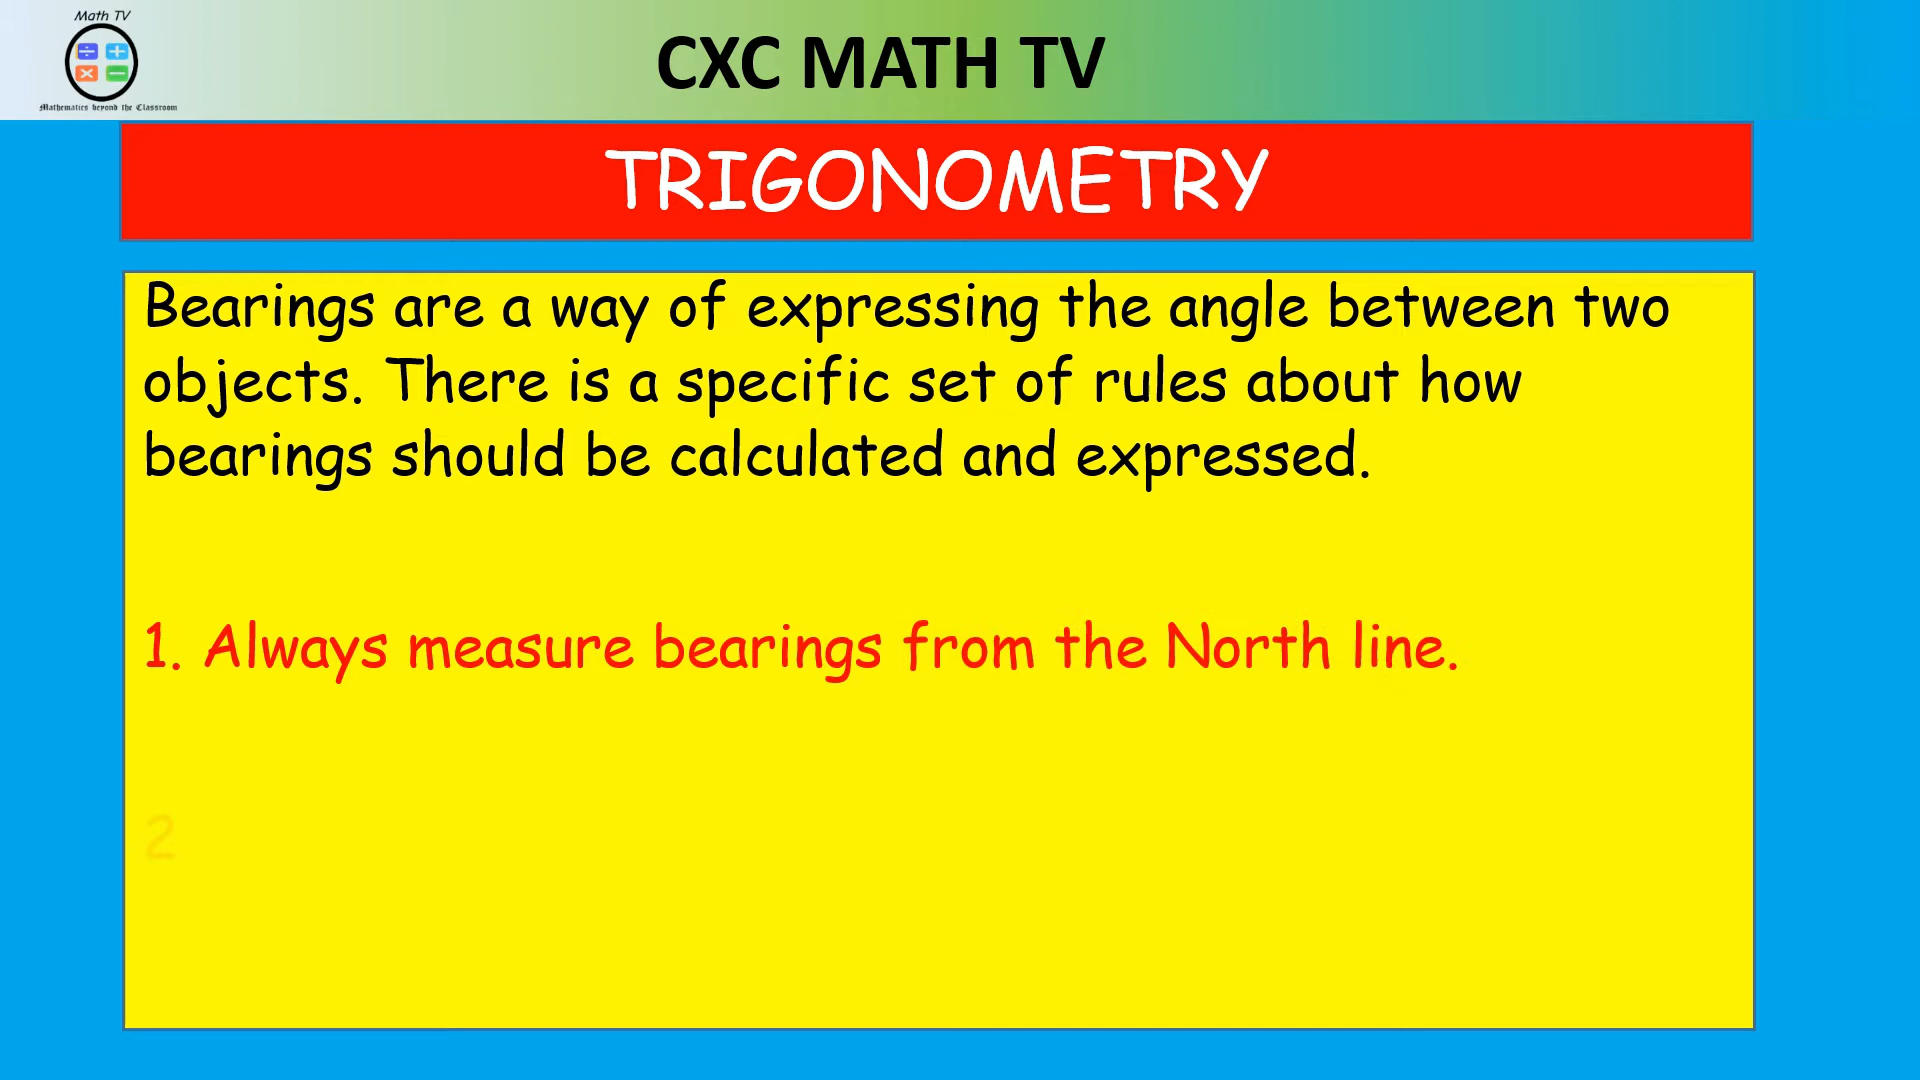 Math TV
Mathematics beyond the Classroom
CXC MATH TV
TRIGONOMETRY
Bearings are a way of expressing the angle between two
objects. There is a specific set of rules about how
bearings should be calculated and expressed.
1. Always measure bearings from the North line.
2